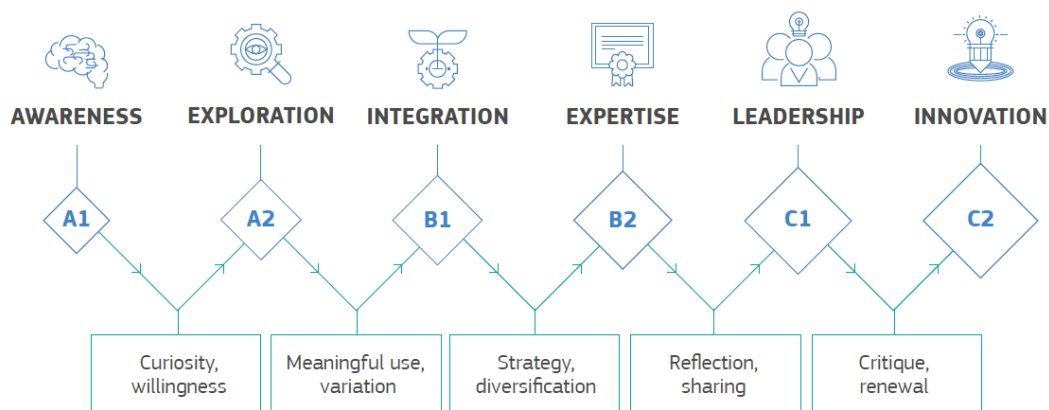 AWARENESS
EXPLORATION
INTEGRATION
EXPERTISE
LEADERSHIP
INNOVATION
A1
A2
B1
B2
C1
C2
Curiosity,
willingness
Meaningful use,
variation
Strategy,
diversification
Reflection,
sharing
Critique,
renewal